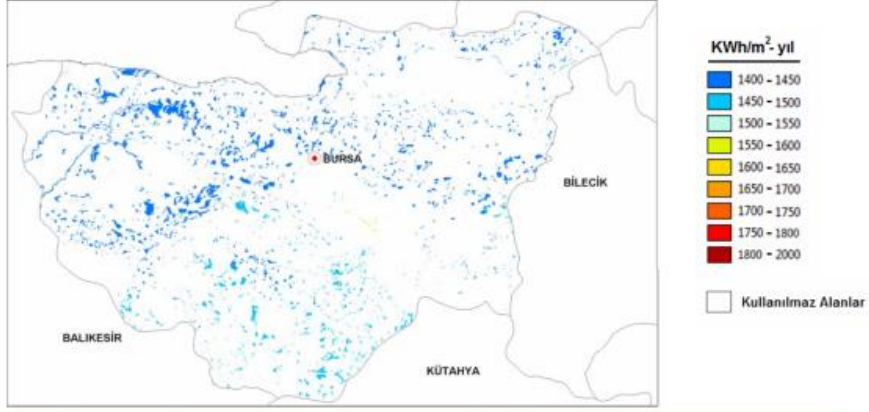 BURSA
BİLECİK
BALIKESİR
KÜTAHYA
KWh/m²- yıl
1400 - 1450
1450 - 1500
1500 - 1550
1550 - 1600
1600 - 1650
1650 - 1700
1700 - 1750
1750 - 1800
1800 - 2000
Kullanılmaz Alanlar